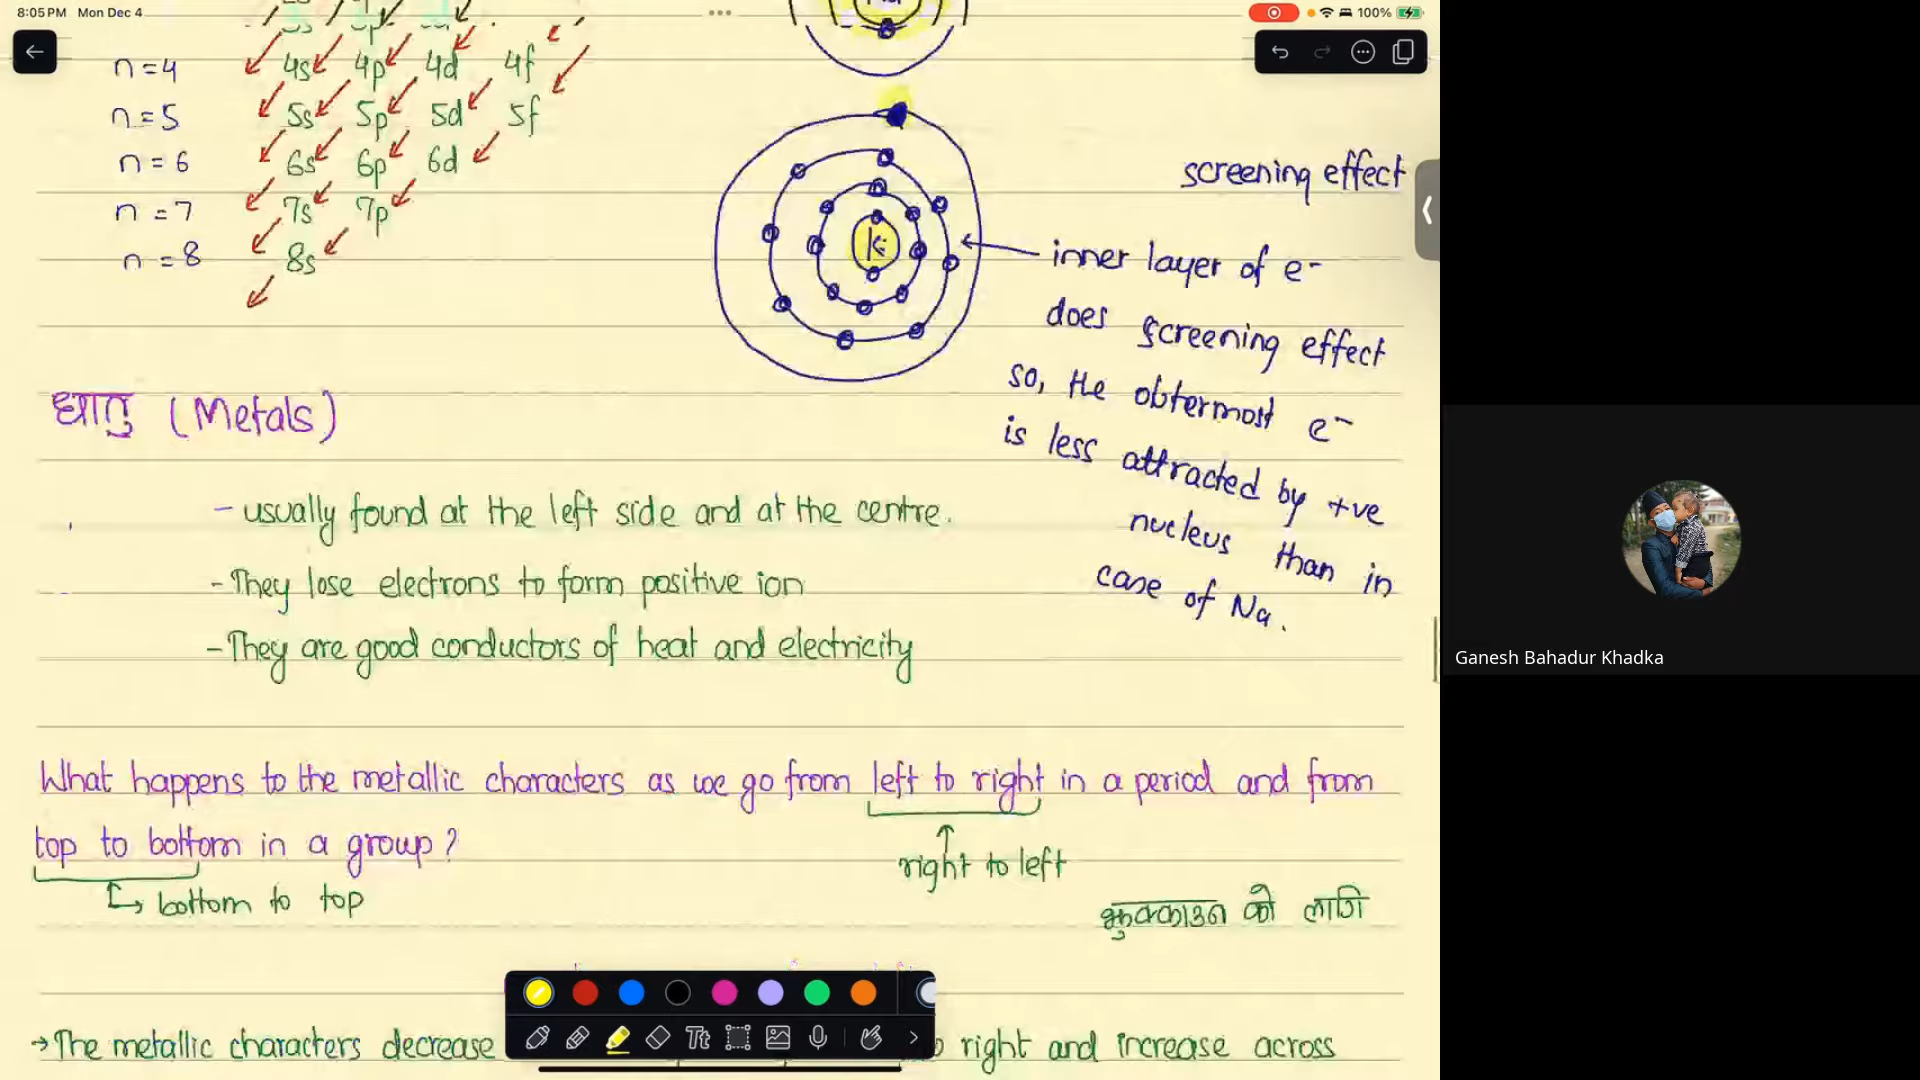 8:05 PM Mon Dec 4
100%
n=4 4s 4p 4d 4f
n=5 5s 5p 5d 5f
n=6 6s 6p 6d
n=7 7s 7p
n=8 8s
K
screening effect
inner layer of e-
does screening effect
so, the obtermost e-
is less attracted by +ve
nucleus than in
case of Na.
धातु (Metals)
- usually found at the left side and at the centre.
- They lose electrons to form positive ion
- They are good conductors of heat and electricity
What happens to the metallic characters as we go from left to right in a period and from
top to bottom in a group?
right to left
bottom to top
झुक्काउन को लागि
→ The metallic characters decrease right and increase across
Tt
Ganesh Bahadur Khadka